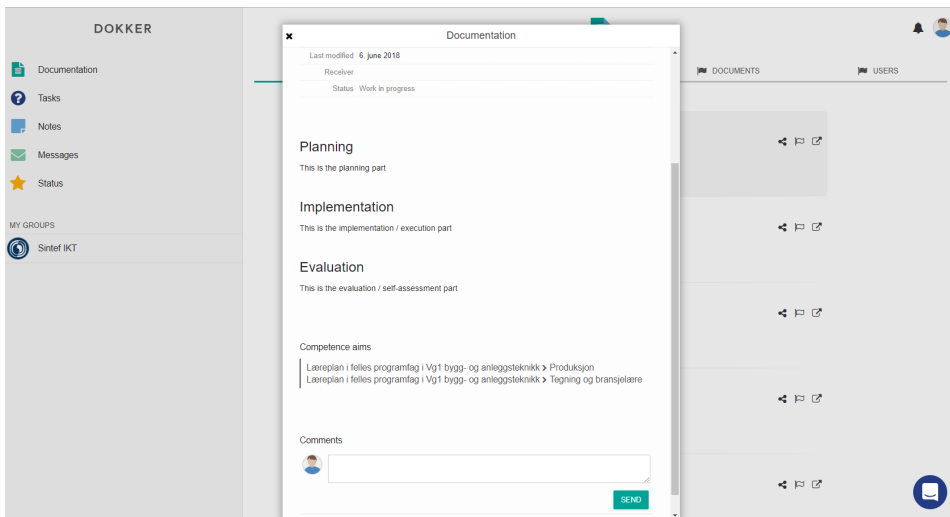 DOKKER
Documentation
Tasks
Notes
Messages
Status
MY GROUPS
Sintef IKT
DOCUMENTS
USERS
Documentation
Last modified 6. june 2018
Receiver
Status Work in progress
Planning
This is the planning part
Implementation
This is the implementation / execution part
Evaluation
This is the evaluation / self-assessment part
Competence aims
Læreplan i felles programfag i Vg1 bygg- og anleggsteknikk > Produksjon
Læreplan i felles programfag i Vg1 bygg- og anleggsteknikk > Tegning og bransjelære
Comments
SEND